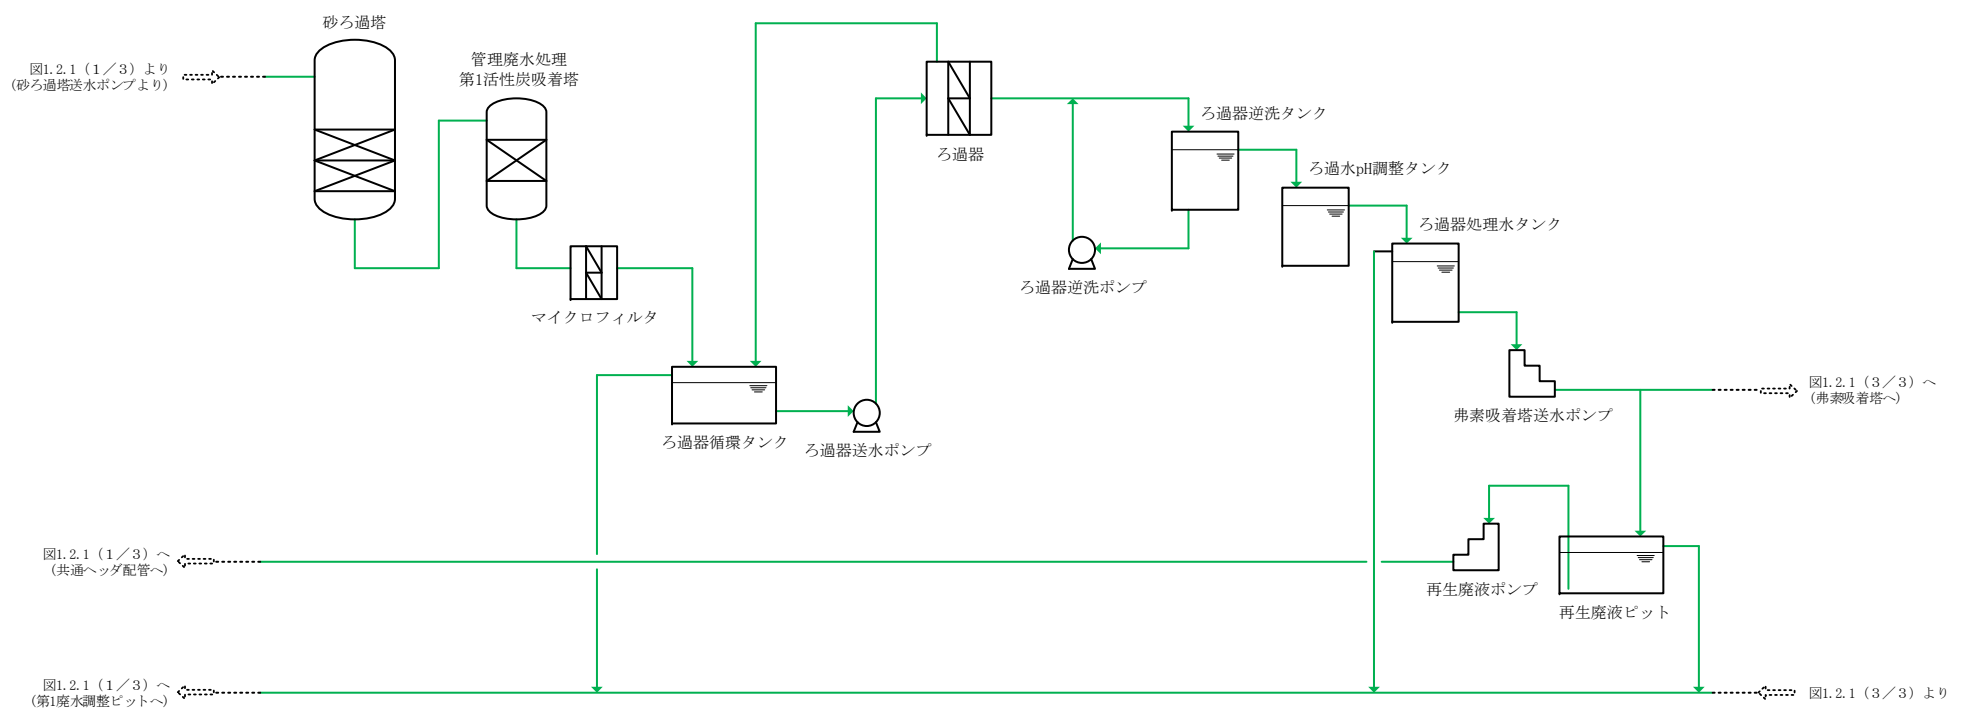 砂ろ過塔
図1.2.1（１／３）より
(砂ろ過塔送水ポンプより)
管理廃水処理
第1活性炭吸着塔
ろ過器
ろ過器逆洗タンク
ろ過水pH調整タンク
ろ過器処理水タンク
ろ過器逆洗ポンプ
マイクロフィルタ
ろ過器循環タンク
ろ過器送水ポンプ
弗素吸着塔送水ポンプ
図1.2.1（３／３）へ
(弗素吸着塔へ)
図1.2.1（１／３）へ
(共通ヘッダ配管へ)
再生廃液ポンプ
再生廃液ピット
図1.2.1（１／３）へ
(第1廃水調整ピットへ)
図1.2.1（３／３）より